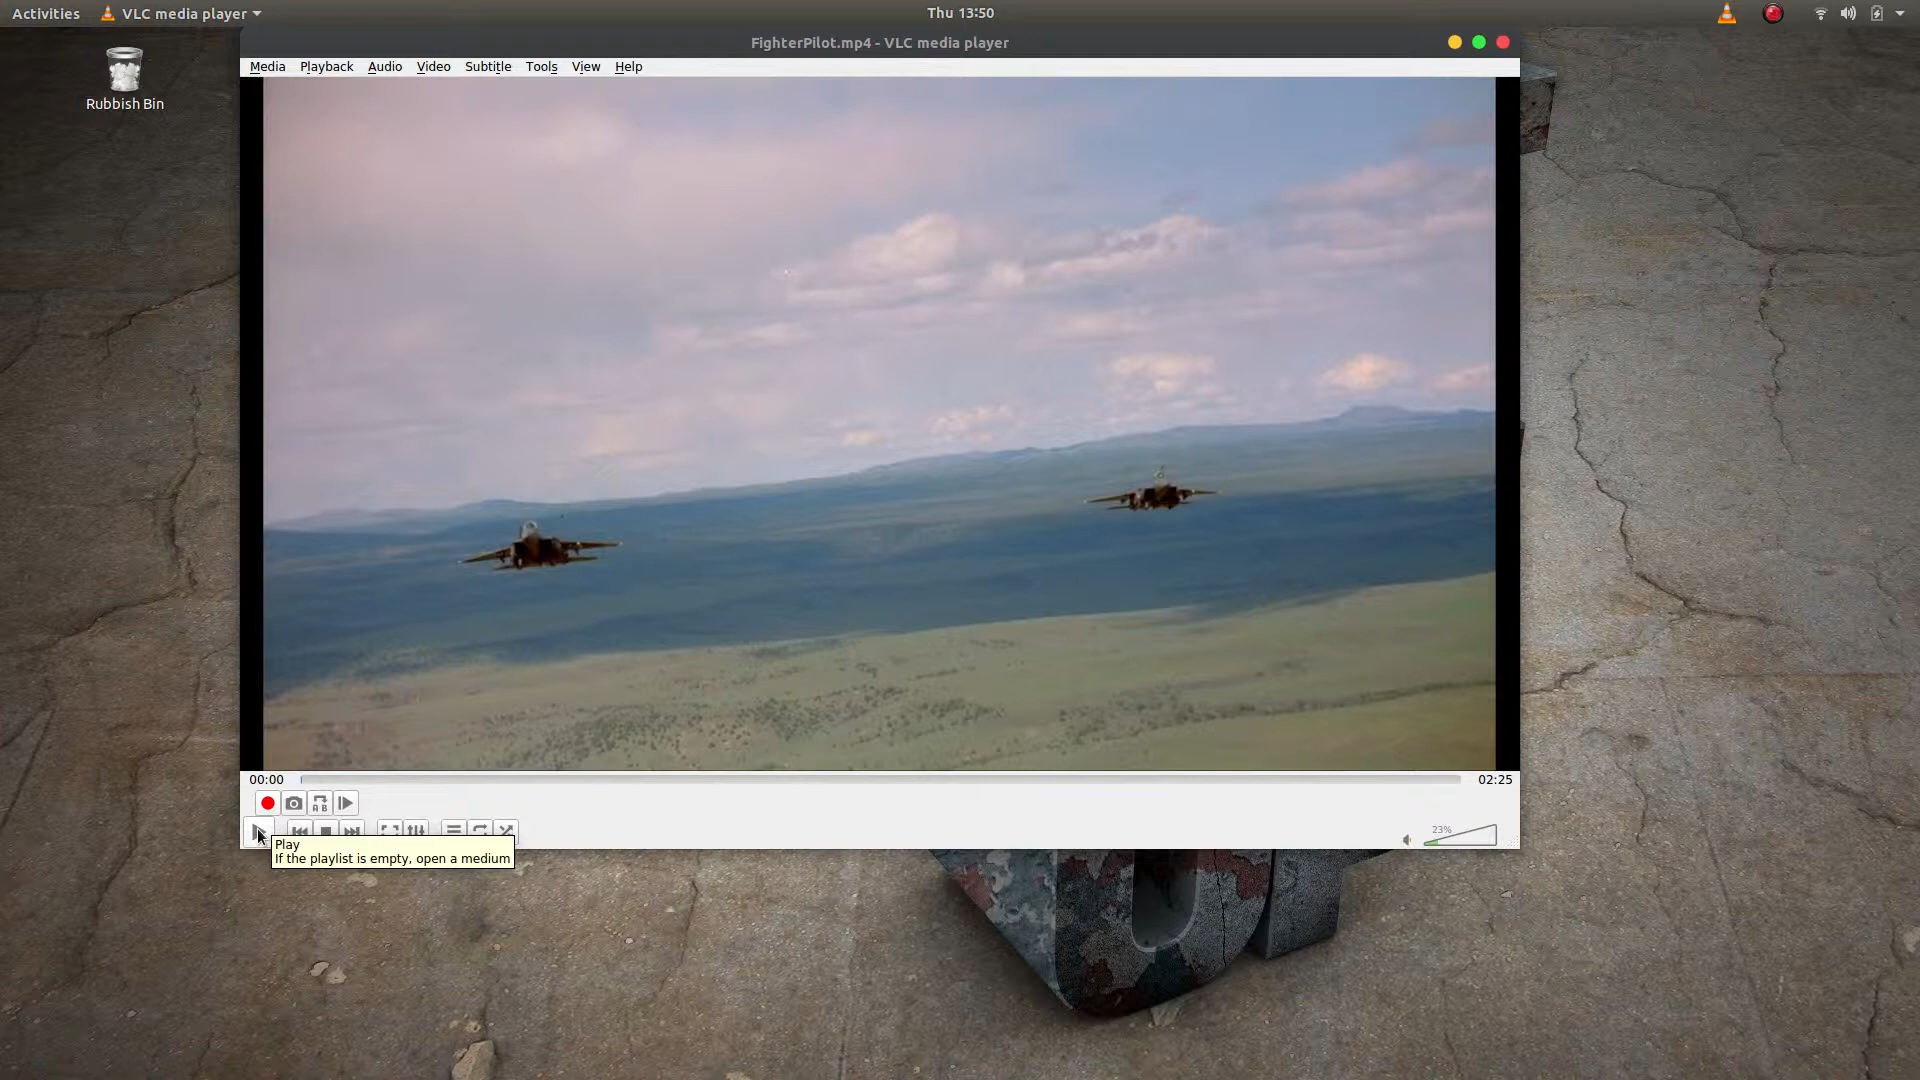 Activities VLC media player Thu 13:50
FighterPilot.mp4 - VLC media player
Media Playback Audio Video Subtitle Tools View Help
Rubbish Bin
00:00 02:25
A B
23%
Play
If the playlist is empty, open a medium